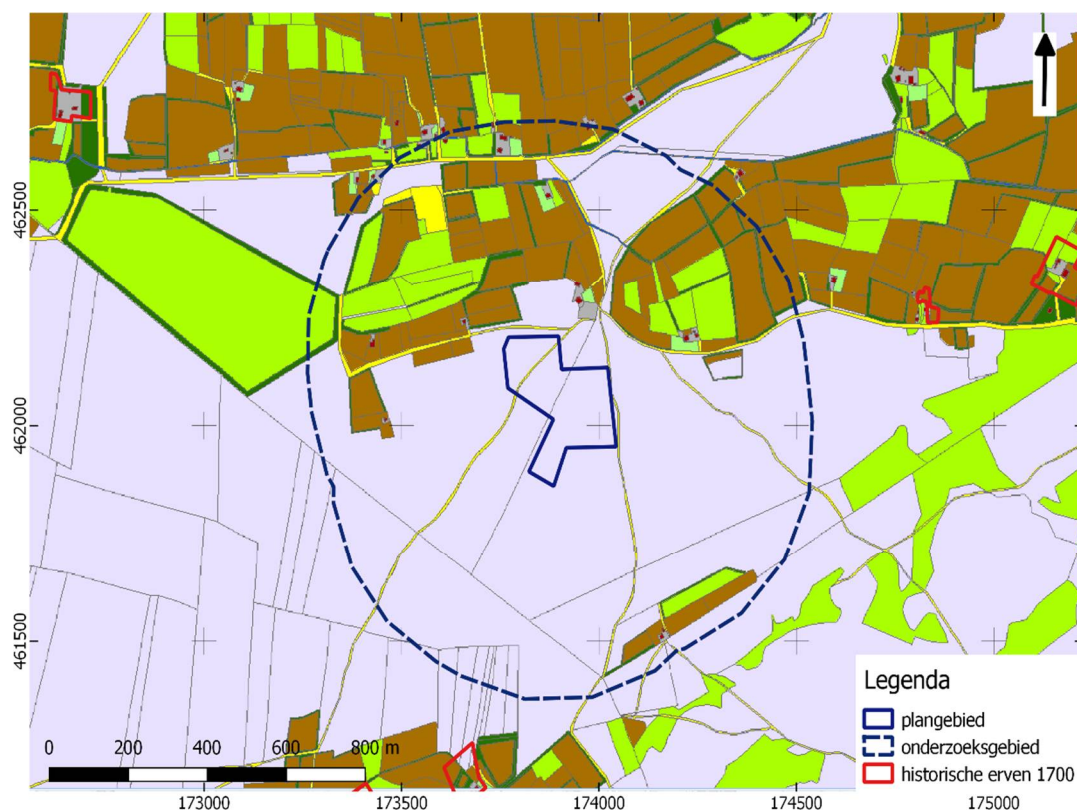 462500
462000
461500
Legenda
plangebied
onderzoeksgebied
historische erven 1700
0 200 400 600 800 m
173000 173500 174000 174500 175000